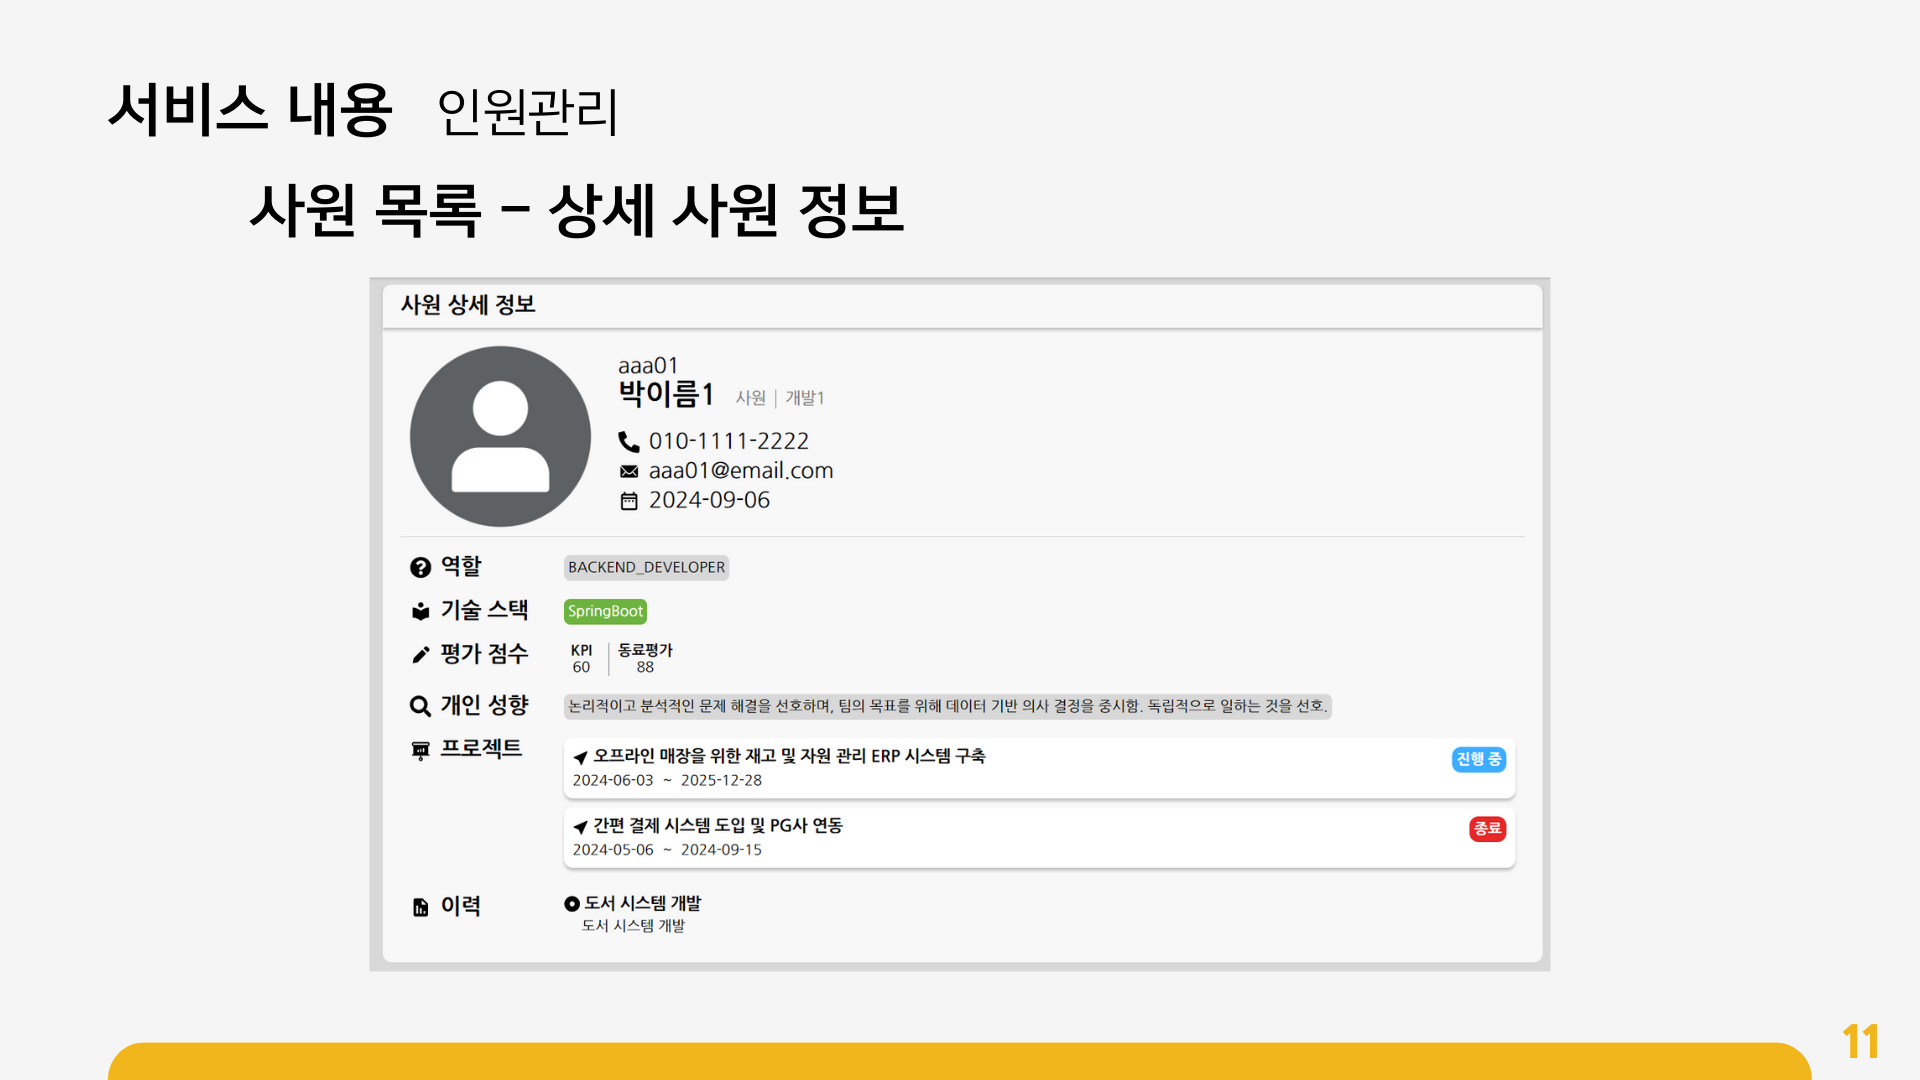 서비스 내용 인원관리
사원 목록 – 상세 사원 정보
사원 상세 정보
aaa01
박이름1 사원 | 개발1
010-1111-2222
aaa01@email.com
2024-09-06
역할 BACKEND_DEVELOPER
기술 스택 SpringBoot
평가 점수 KPI 동료평가
60 88
개인 성향 논리적이고 분석적인 문제 해결을 선호하며, 팀의 목표를 위해 데이터 기반 의사 결정을 중시함. 독립적으로 일하는 것을 선호.
프로젝트 오프라인 매장을 위한 재고 및 자원 관리 ERP 시스템 구축 진행 중
2024-06-03 ~ 2025-12-28
간편 결제 시스템 도입 및 PG사 연동 종료
2024-05-06 ~ 2024-09-15
이력 도서 시스템 개발
도서 시스템 개발
11